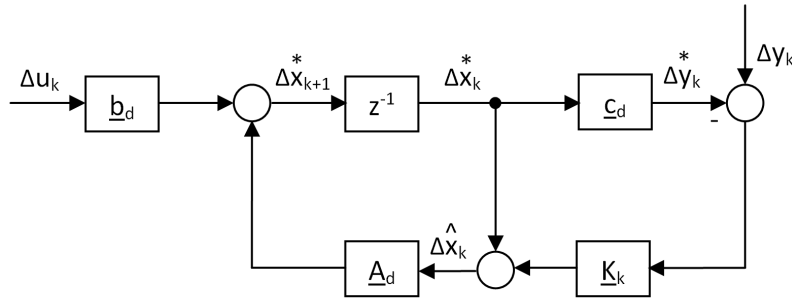 Δu_k
b_d
Δx*_{k+1}
z^{-1}
Δx*_k
c_d
Δy*_k
-
Δy_k
A_d
Δx̂_k
K_k